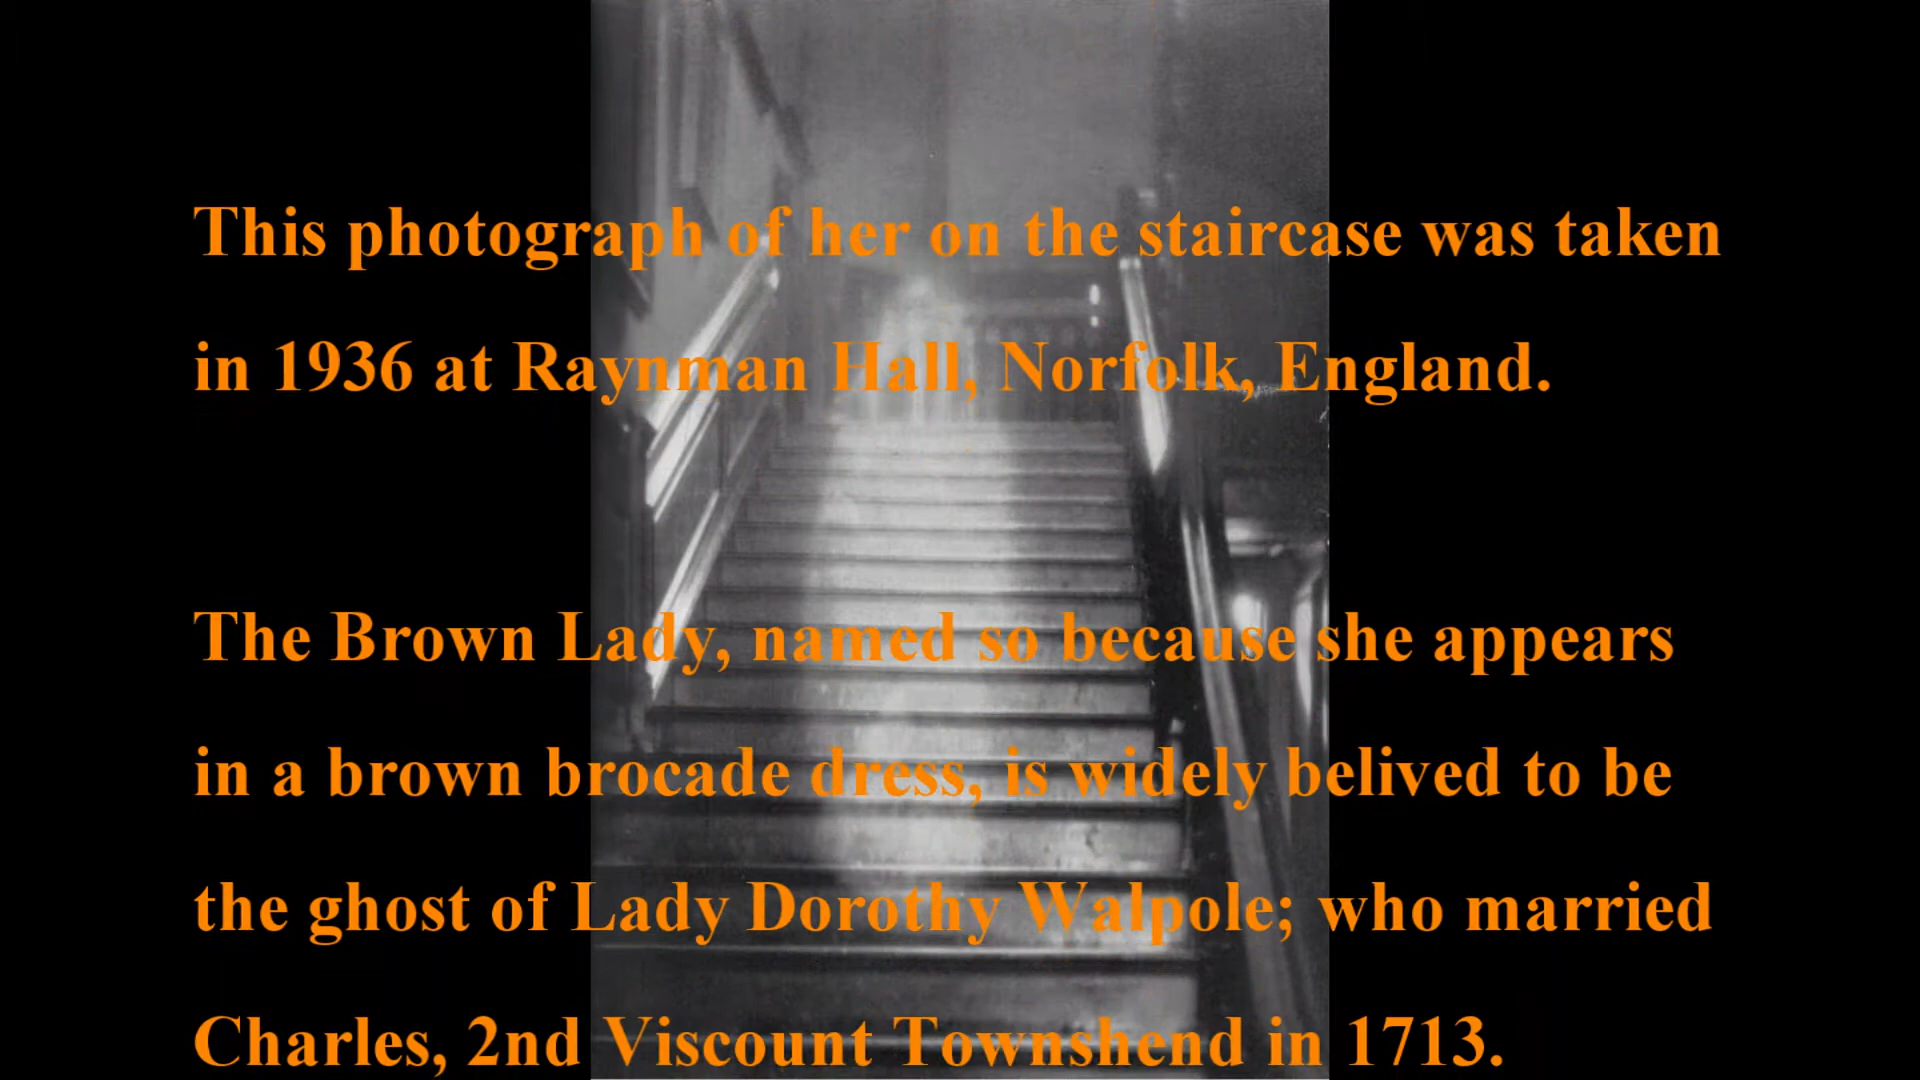 This photograph of her on the staircase was taken
in 1936 at Raynman Hall, Norfolk, England.
The Brown Lady, named so because she appears
in a brown brocade dress, is widely belived to be
the ghost of Lady Dorothy Walpole; who married
Charles, 2nd Viscount Townshend in 1713.